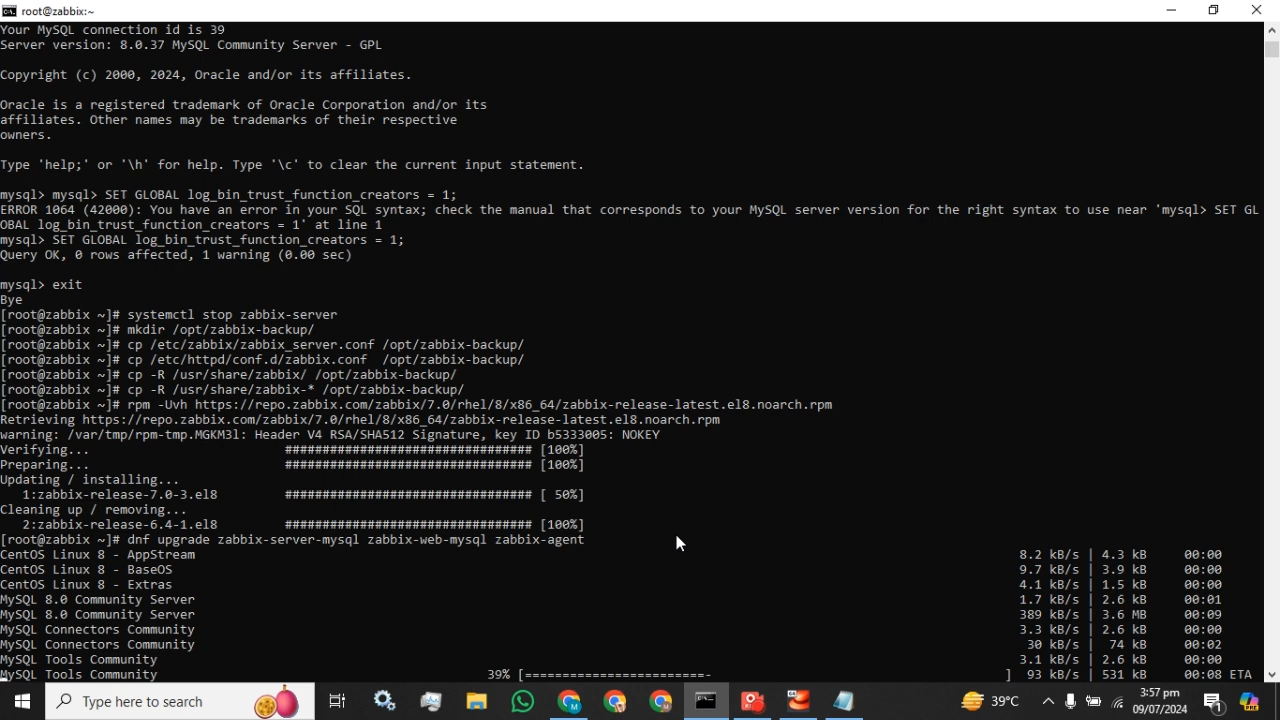 root@zabbix:~
Your MySQL connection id is 39
Server version: 8.0.37 MySQL Community Server - GPL
Copyright (c) 2000, 2024, Oracle and/or its affiliates.
Oracle is a registered trademark of Oracle Corporation and/or its
affiliates. Other names may be trademarks of their respective
owners.
Type 'help;' or '\h' for help. Type '\c' to clear the current input statement.
mysql> mysql> SET GLOBAL log_bin_trust_function_creators = 1;
ERROR 1064 (42000): You have an error in your SQL syntax; check the manual that corresponds to your MySQL server version for the right syntax to use near 'mysql> SET GL
OBAL log_bin_trust_function_creators = 1' at line 1
mysql> SET GLOBAL log_bin_trust_function_creators = 1;
Query OK, 0 rows affected, 1 warning (0.00 sec)
mysql> exit
Bye
[root@zabbix ~]# systemctl stop zabbix-server
[root@zabbix ~]# mkdir /opt/zabbix-backup/
[root@zabbix ~]# cp /etc/zabbix/zabbix_server.conf /opt/zabbix-backup/
[root@zabbix ~]# cp /etc/httpd/conf.d/zabbix.conf  /opt/zabbix-backup/
[root@zabbix ~]# cp -R /usr/share/zabbix/ /opt/zabbix-backup/
[root@zabbix ~]# cp -R /usr/share/zabbix-* /opt/zabbix-backup/
[root@zabbix ~]# rpm -Uvh https://repo.zabbix.com/zabbix/7.0/rhel/8/x86_64/zabbix-release-latest.el8.noarch.rpm
Retrieving https://repo.zabbix.com/zabbix/7.0/rhel/8/x86_64/zabbix-release-latest.el8.noarch.rpm
warning: /var/tmp/rpm-tmp.MGKM3l: Header V4 RSA/SHA512 Signature, key ID b5333005: NOKEY
Verifying... ################################# [100%]
Preparing... ################################# [100%]
Updating / installing...
1:zabbix-release-7.0-3.el8 ################################# [ 50%]
Cleaning up / removing...
2:zabbix-release-6.4-1.el8 ################################# [100%]
[root@zabbix ~]# dnf upgrade zabbix-server-mysql zabbix-web-mysql zabbix-agent
CentOS Linux 8 - AppStream 8.2 kB/s | 4.3 kB 00:00
CentOS Linux 8 - BaseOS 9.7 kB/s | 3.9 kB 00:00
CentOS Linux 8 - Extras 4.1 kB/s | 1.5 kB 00:00
MySQL 8.0 Community Server 1.7 kB/s | 2.6 kB 00:01
MySQL 8.0 Community Server 389 kB/s | 3.6 MB 00:09
MySQL Connectors Community 3.3 kB/s | 2.6 kB 00:00
MySQL Connectors Community 30 kB/s | 74 kB 00:02
MySQL Tools Community 3.1 kB/s | 2.6 kB 00:00
MySQL Tools Community 39% [========================- ] 93 kB/s | 531 kB 00:08 ETA
Type here to search
39°C
3:57 pm
09/07/2024
1